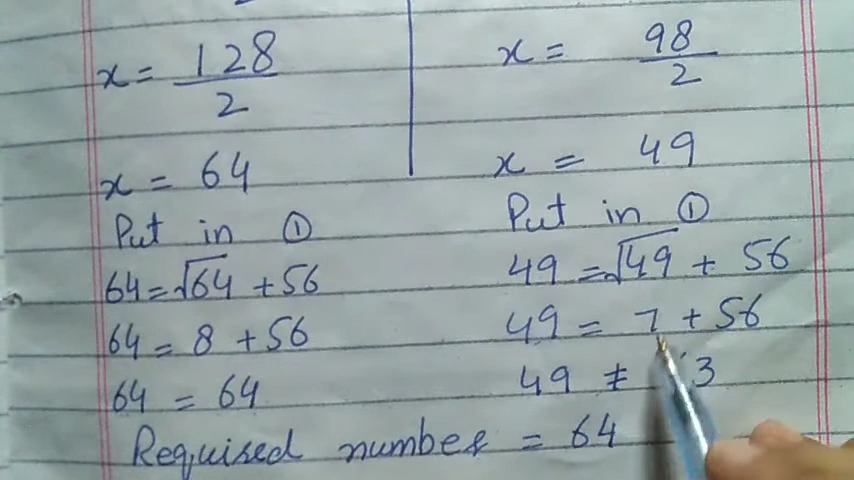 x = 128/2
x = 64
Put in ①
64 = √64 + 56
64 = 8 + 56
64 = 64
x = 98/2
x = 49
Put in ①
49 = √49 + 56
49 = 7 + 56
49 ≠ 3
Required number = 64